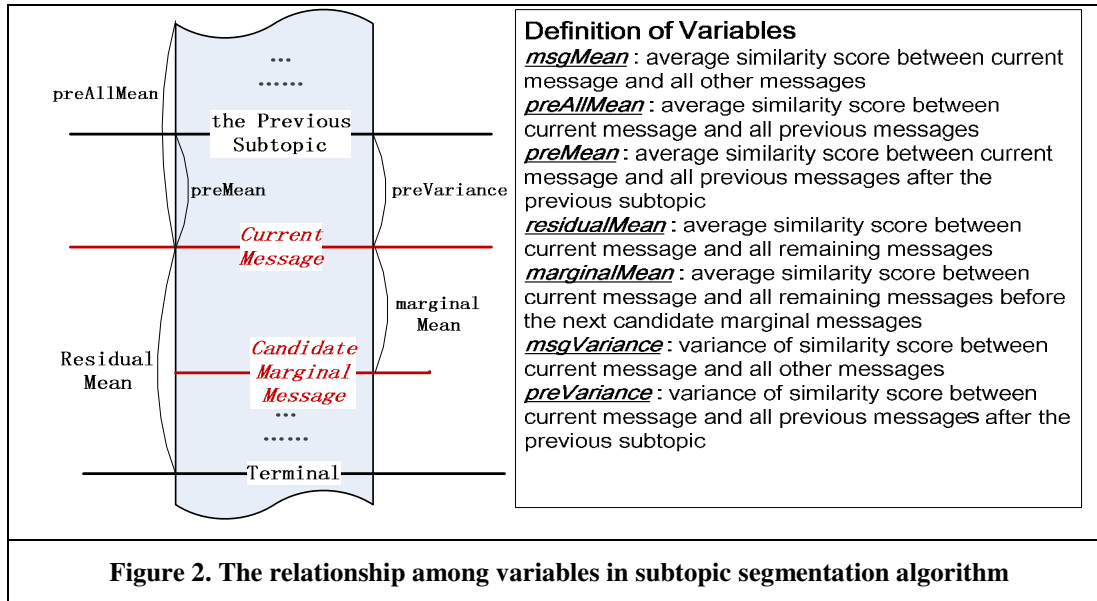 ...
......
preAllMean
the Previous
Subtopic
preMean
preVariance
Current
Message
marginal
Mean
Residual
Mean
Candidate
Marginal
Message
...
......
Terminal
Definition of Variables
msgMean : average similarity score between current
message and all other messages
preAllMean : average similarity score between
current message and all previous messages
preMean : average similarity score between current
message and all previous messages after the
previous subtopic
residualMean : average similarity score between
current message and all remaining messages
marginalMean : average similarity score between
current message and all remaining messages before
the next candidate marginal messages
msgVariance : variance of similarity score between
current message and all other messages
preVariance : variance of similarity score between
current message and all previous messages after the
previous subtopic
Figure 2. The relationship among variables in subtopic segmentation algorithm